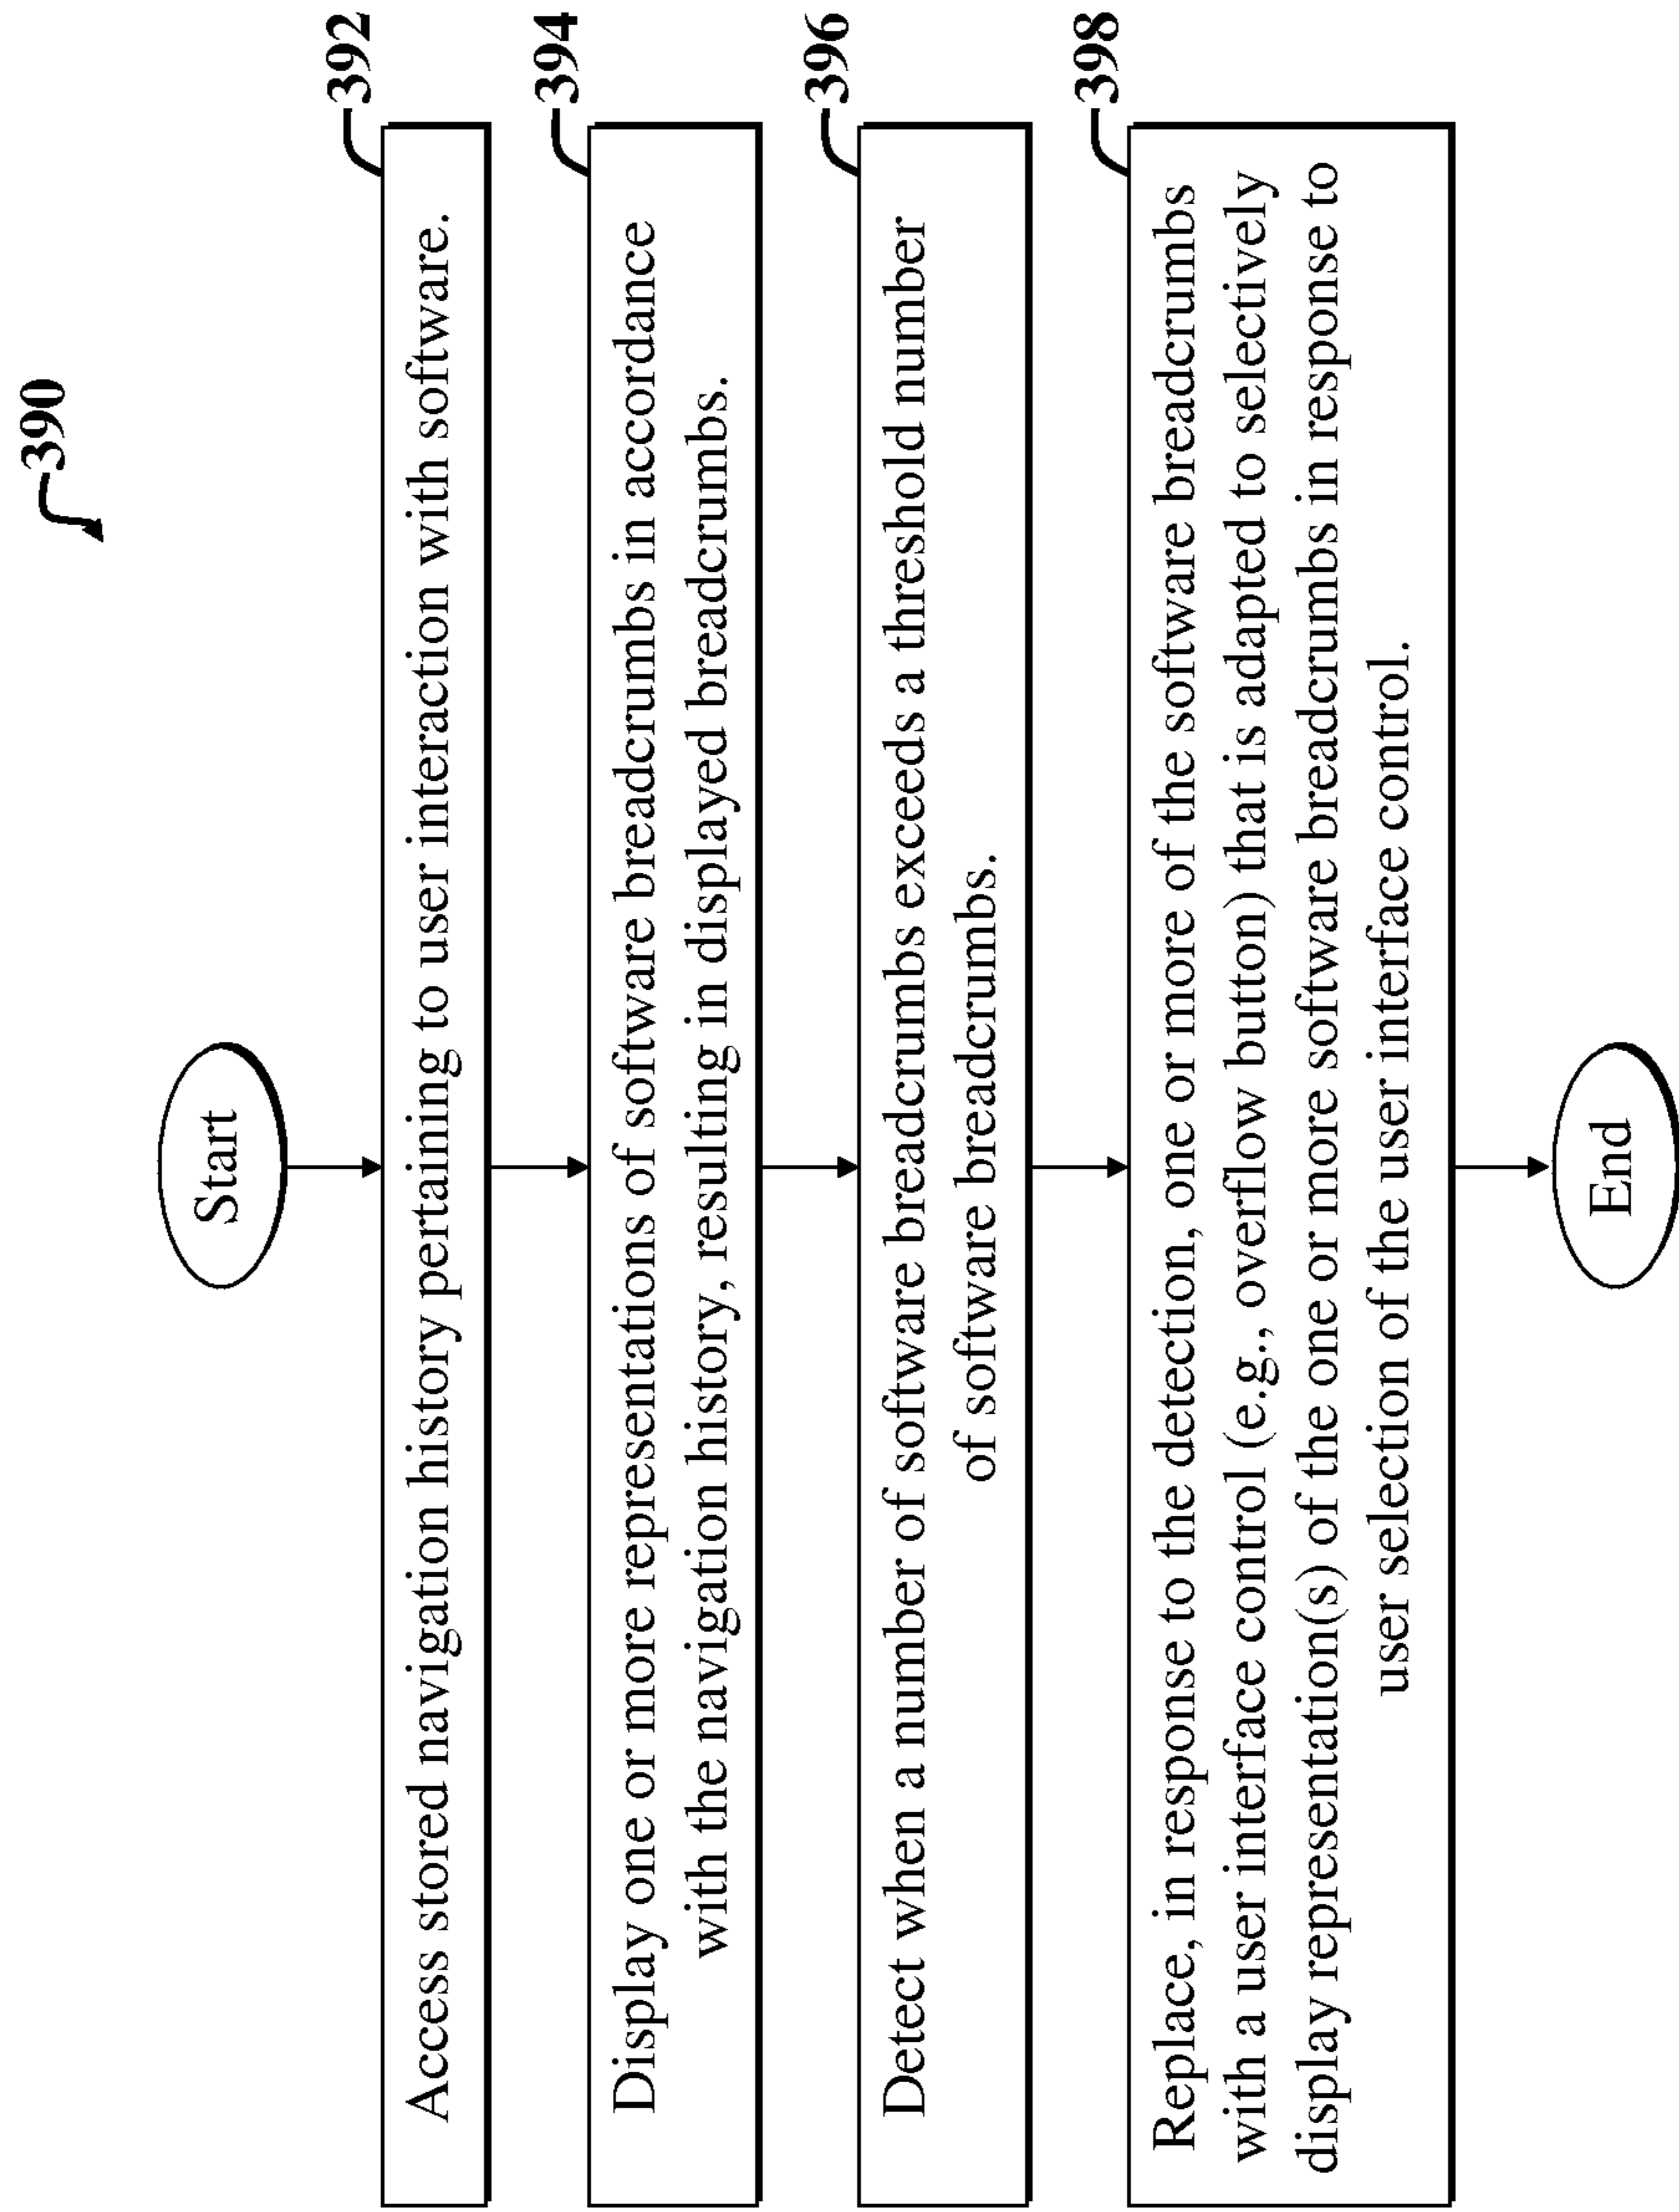 390
Start
392
Access stored navigation history pertaining to user interaction with software.
394
Display one or more representations of software breadcrumbs in accordance
with the navigation history, resulting in displayed breadcrumbs.
396
Detect when a number of software breadcrumbs exceeds a threshold number
of software breadcrumbs.
398
Replace, in response to the detection, one or more of the software breadcrumbs
with a user interface control (e.g., overflow button) that is adapted to selectively
display representation(s) of the one or more software breadcrumbs in response to
user selection of the user interface control.
End